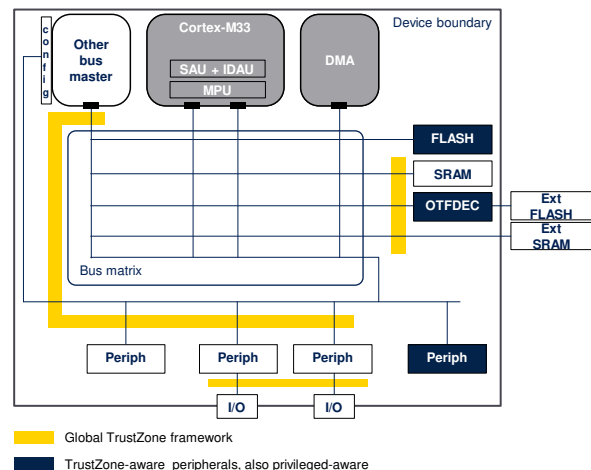 config
Other
bus
master
Cortex-M33
SAU + IDAU
MPU
DMA
Device boundary
FLASH
SRAM
OTFDEC
Ext
FLASH
Ext
SRAM
Bus matrix
Periph
Periph
Periph
Periph
I/O
I/O
Global TrustZone framework
TrustZone-aware peripherals, also privileged-aware